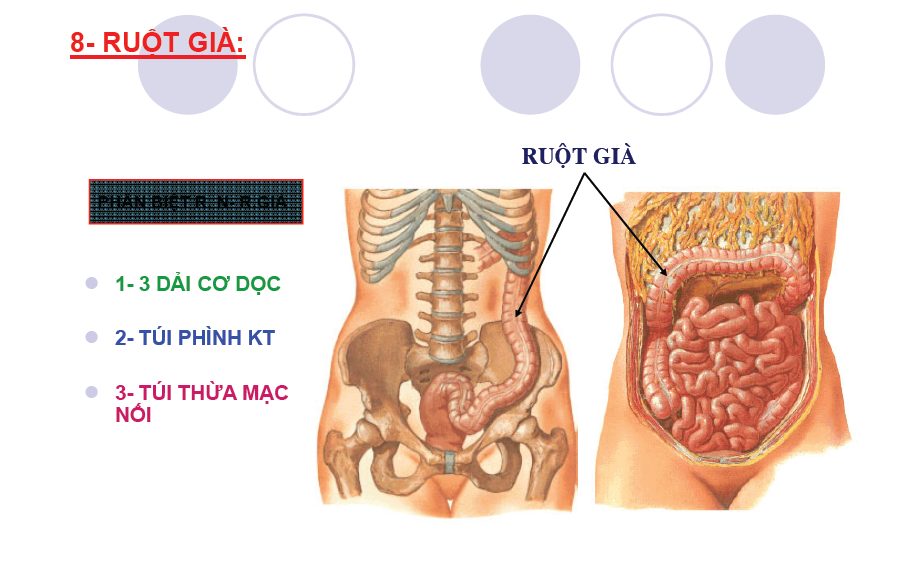 8- RUỘT GIÀ:
RUỘT GIÀ
PHÂN BIỆT R. N- R.GIÀ
1- 3 DẢI CƠ DỌC
2- TÚI PHÌNH KT
3- TÚI THỪA MẠC
NỐI